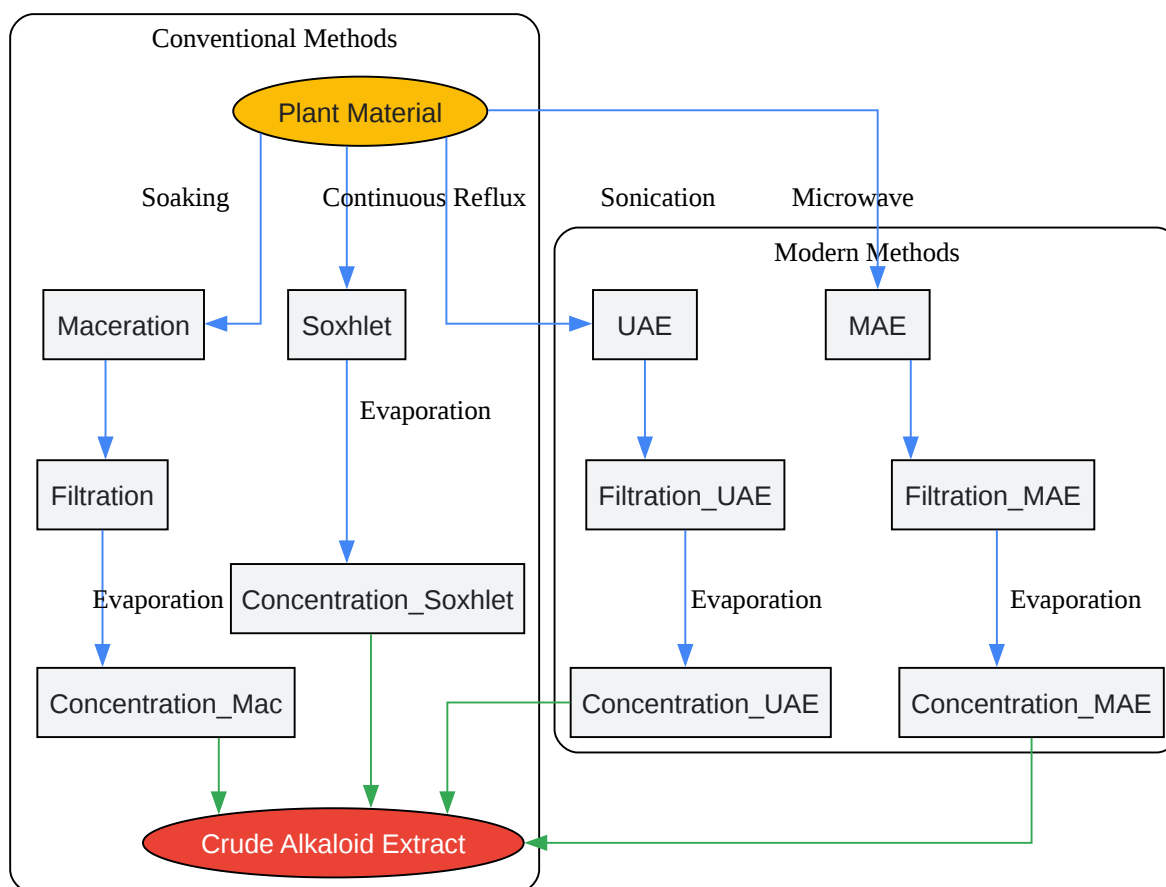 Conventional Methods
Plant Material
Soaking
Continuous Reflux
Sonication
Microwave
Modern Methods
Maceration
Soxhlet
UAE
MAE
Evaporation
Filtration
Filtration_UAE
Filtration_MAE
Evaporation
Concentration_Soxhlet
Evaporation
Evaporation
Concentration_Mac
Concentration_UAE
Concentration_MAE
Crude Alkaloid Extract